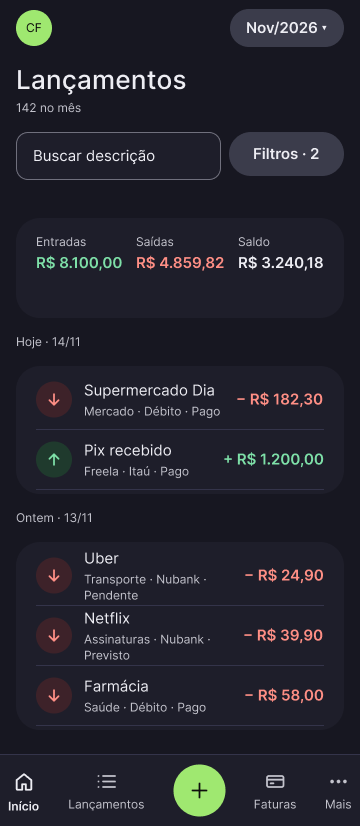 CF
Nov/2026 ▾
Lançamentos
142 no mês
Buscar descrição
Filtros · 2
Entradas
Saídas
Saldo
R$ 8.100,00
R$ 4.859,82
R$ 3.240,18
Hoje · 14/11
Supermercado Dia
− R$ 182,30
Mercado · Débito · Pago
Pix recebido
+ R$ 1.200,00
Freela · Itaú · Pago
Ontem · 13/11
Uber
− R$ 24,90
Transporte · Nubank ·
Pendente
Netflix
− R$ 39,90
Assinaturas · Nubank ·
Previsto
Farmácia
− R$ 58,00
Saúde · Débito · Pago
Início
Lançamentos
Faturas
Mais